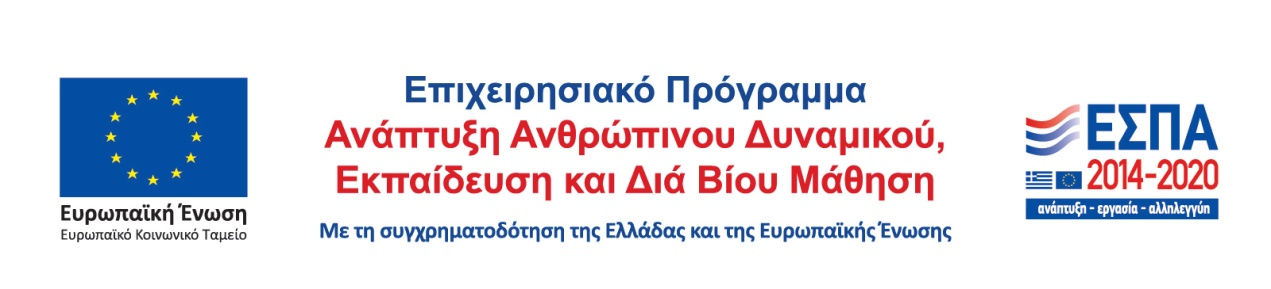 Ευρωπαϊκή Ένωση
Ευρωπαϊκό Κοινωνικό Ταμείο
Επιχειρησιακό Πρόγραμμα
Ανάπτυξη Ανθρώπινου Δυναμικού,
Εκπαίδευση και Διά Βίου Μάθηση
Με τη συγχρηματοδότηση της Ελλάδας και της Ευρωπαϊκής Ένωσης
ΕΣΠΑ
2014-2020
ανάπτυξη - εργασία - αλληλεγγύη